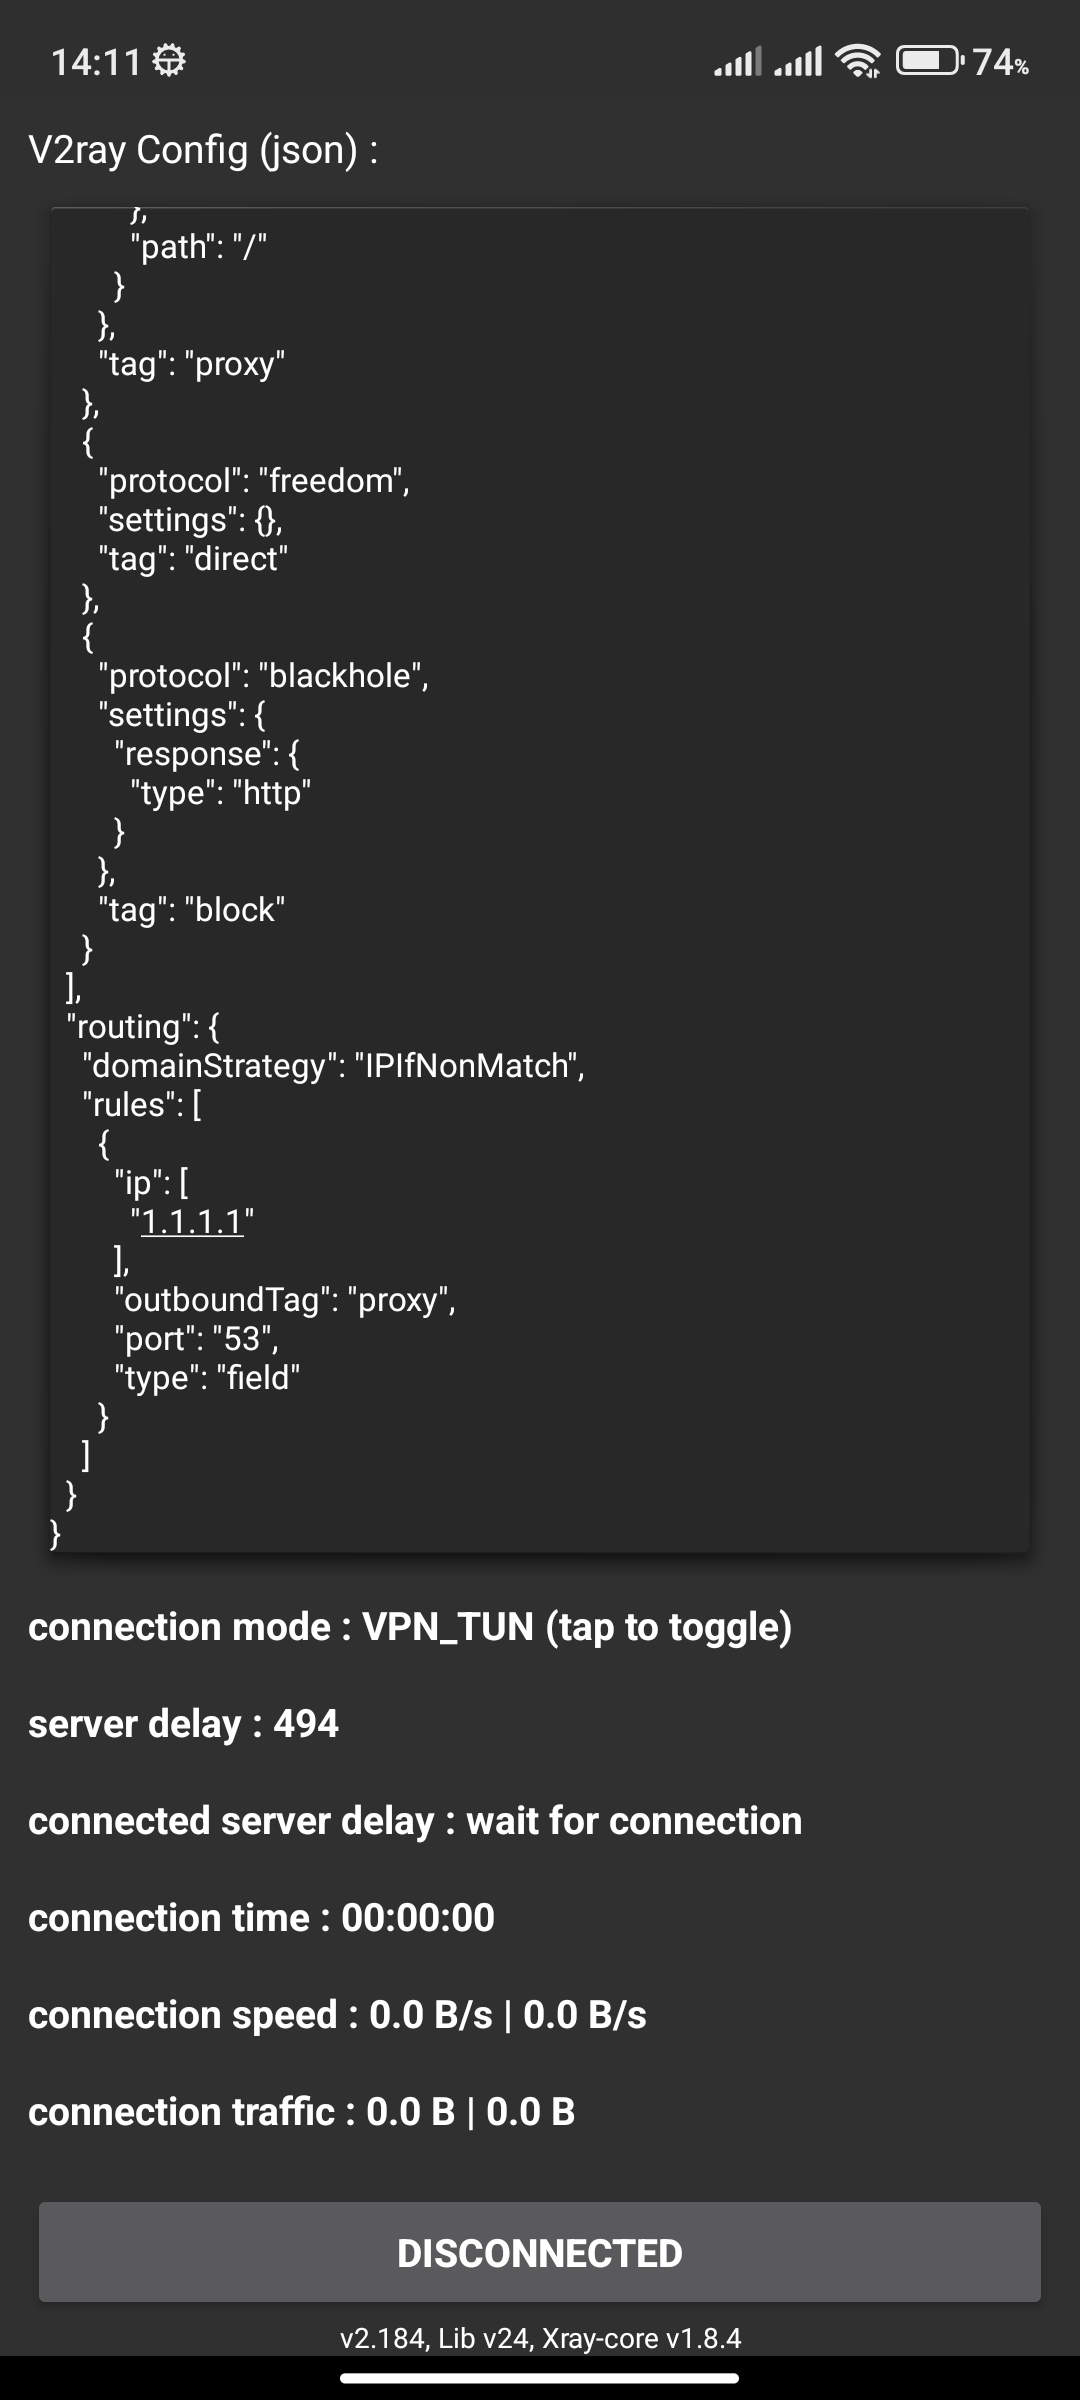 14:11
74%
V2ray Config (json) :
},
"path": "/"
}
},
"tag": "proxy"
},
{
"protocol": "freedom",
"settings": {},
"tag": "direct"
},
{
"protocol": "blackhole",
"settings": {
"response": {
"type": "http"
}
},
"tag": "block"
}
],
"routing": {
"domainStrategy": "IPIfNonMatch",
"rules": [
{
"ip": [
"1.1.1.1"
],
"outboundTag": "proxy",
"port": "53",
"type": "field"
}
]
}
}
connection mode : VPN_TUN (tap to toggle)
server delay : 494
connected server delay : wait for connection
connection time : 00:00:00
connection speed : 0.0 B/s | 0.0 B/s
connection traffic : 0.0 B | 0.0 B
DISCONNECTED
v2.184, Lib v24, Xray-core v1.8.4